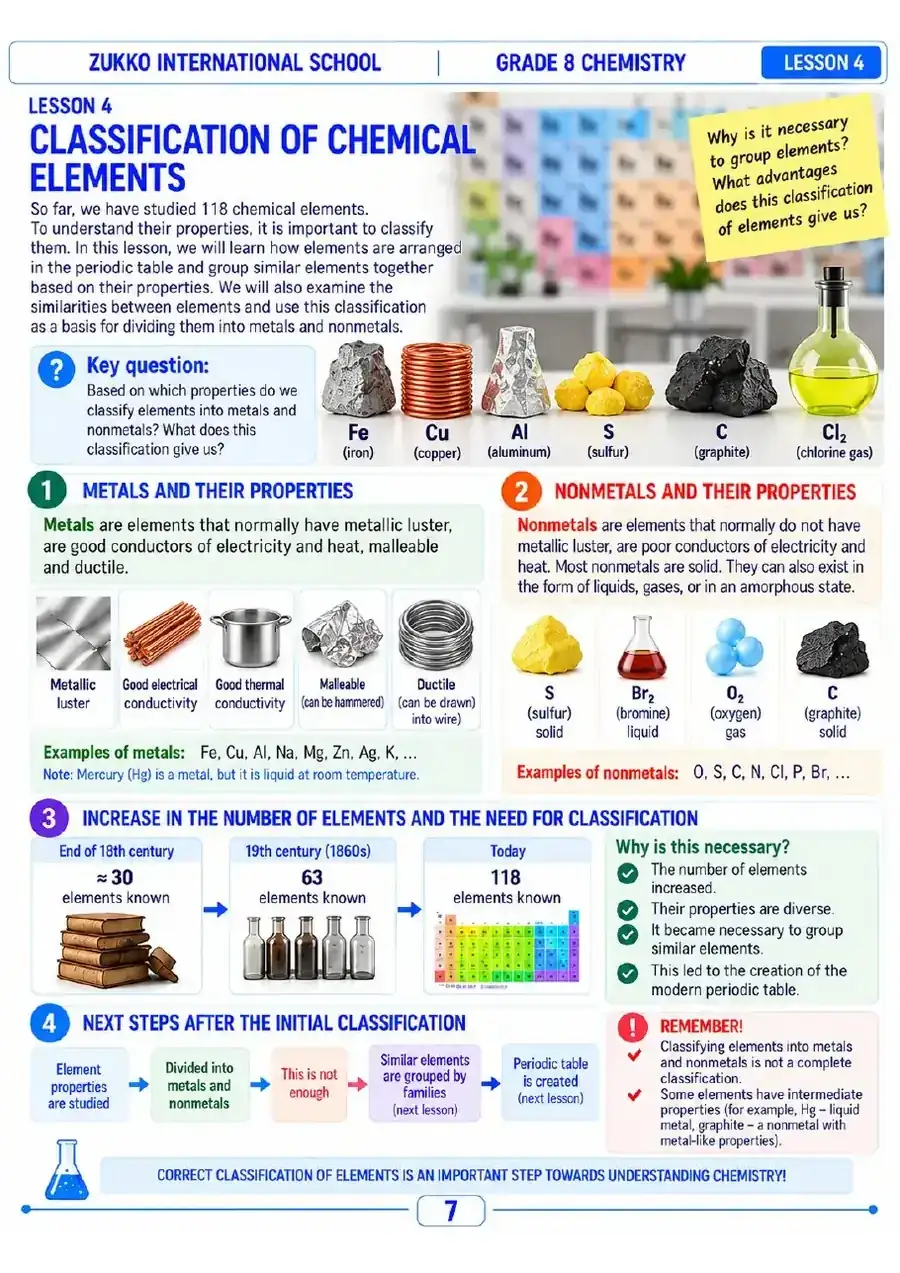 ZUKKO INTERNATIONAL SCHOOL
GRADE 8 CHEMISTRY
LESSON 4
LESSON 4
CLASSIFICATION OF CHEMICAL
ELEMENTS
So far, we have studied 118 chemical elements.
To understand their properties, it is important to classify
them. In this lesson, we will learn how elements are arranged
in the periodic table and group similar elements together
based on their properties. We will also examine the
similarities between elements and use this classification
as a basis for dividing them into metals and nonmetals.
Why is it necessary
to group elements?
What advantages
does this classification
of elements give us?
?
Key question:
Based on which properties do we
classify elements into metals and
nonmetals? What does this
classification give us?
Fe
(iron)
Cu
(copper)
Al
(aluminum)
S
(sulfur)
C
(graphite)
Cl₂
(chlorine gas)
1 METALS AND THEIR PROPERTIES
Metals are elements that normally have metallic luster,
are good conductors of electricity and heat, malleable
and ductile.
Metallic
luster
Good electrical
conductivity
Good thermal
conductivity
Malleable
(can be hammered)
Ductile
(can be drawn)
into wire)
Examples of metals: Fe, Cu, Al, Na, Mg, Zn, Ag, K, ...
Note: Mercury (Hg) is a metal, but it is liquid at room temperature.
2 NONMETALS AND THEIR PROPERTIES
Nonmetals are elements that normally do not have
metallic luster, are poor conductors of electricity and
heat. Most nonmetals are solid. They can also exist in
the form of liquids, gases, or in an amorphous state.
S
(sulfur)
solid
Br₂
(bromine)
liquid
O₂
(oxygen)
gas
C
(graphite)
solid
Examples of nonmetals: O, S, C, N, Cl, P, Br, ...
3 INCREASE IN THE NUMBER OF ELEMENTS AND THE NEED FOR CLASSIFICATION
End of 18th century
≈ 30
elements known
19th century (1860s)
63
elements known
Today
118
elements known
Why is this necessary?
The number of elements
increased.
Their properties are diverse.
It became necessary to group
similar elements.
This led to the creation of the
modern periodic table.
4 NEXT STEPS AFTER THE INITIAL CLASSIFICATION
Element
properties
are studied
Divided into
metals and
nonmetals
This is not
enough
Similar elements
are grouped by
families
(next lesson)
Periodic table
is created
(next lesson)
! REMEMBER!
Classifying elements into metals
and nonmetals is not a complete
classification.
Some elements have intermediate
properties (for example, Hg – liquid
metal, graphite – a nonmetal with
metal-like properties).
CORRECT CLASSIFICATION OF ELEMENTS IS AN IMPORTANT STEP TOWARDS UNDERSTANDING CHEMISTRY!
7